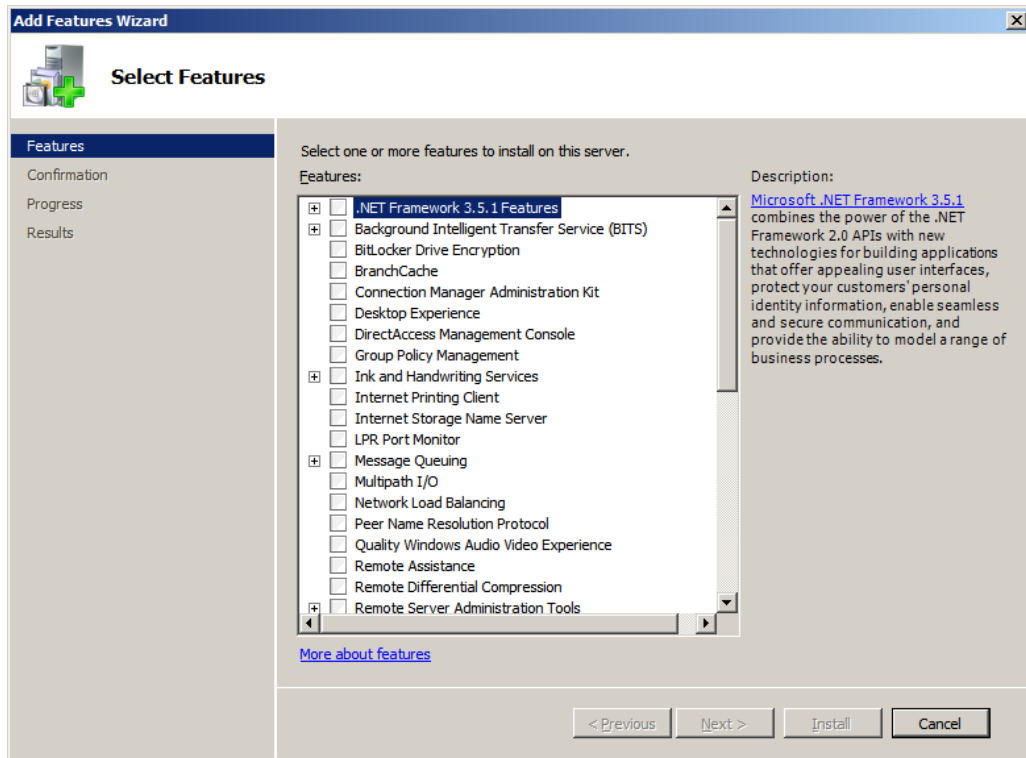 Add Features Wizard
Select Features
Features
Confirmation
Progress
Results
Select one or more features to install on this server.
Features:
.NET Framework 3.5.1 Features
Background Intelligent Transfer Service (BITS)
BitLocker Drive Encryption
BranchCache
Connection Manager Administration Kit
Desktop Experience
DirectAccess Management Console
Group Policy Management
Ink and Handwriting Services
Internet Printing Client
Internet Storage Name Server
LPR Port Monitor
Message Queuing
Multipath I/O
Network Load Balancing
Peer Name Resolution Protocol
Quality Windows Audio Video Experience
Remote Assistance
Remote Differential Compression
Remote Server Administration Tools
More about features
Description:
Microsoft .NET Framework 3.5.1
combines the power of the .NET
Framework 2.0 APIs with new
technologies for building applications
that offer appealing user interfaces,
protect your customers' personal
identity information, enable seamless
and secure communication, and
provide the ability to model a range of
business processes.
< Previous
Next >
Install
Cancel